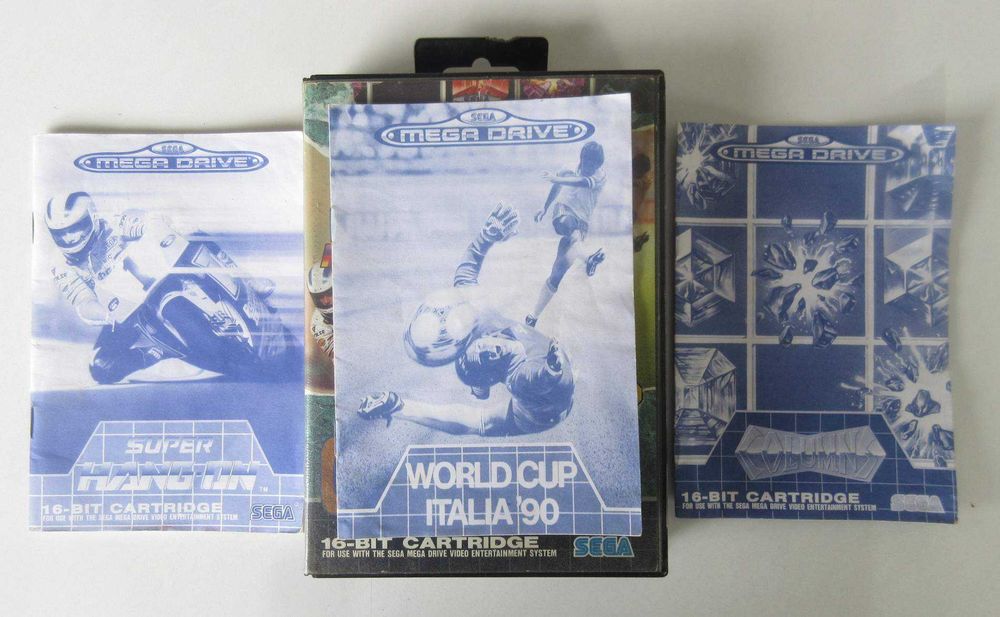 SEGA
MEGA DRIVE
SUPER
HANG-ON
TM
16-BIT CARTRIDGE
FOR USE WITH THE SEGA MEGA DRIVE VIDEO ENTERTAINMENT SYSTEM
SEGA
SEGA
MEGA DRIVE
WORLD CUP
ITALIA '90
16-BIT CARTRIDGE
FOR USE WITH THE SEGA MEGA DRIVE VIDEO ENTERTAINMENT SYSTEM
SEGA
SEGA
MEGA DRIVE
COLUMNS
16-BIT CARTRIDGE
FOR USE WITH THE SEGA MEGA DRIVE VIDEO ENTERTAINMENT SYSTEM
SEGA